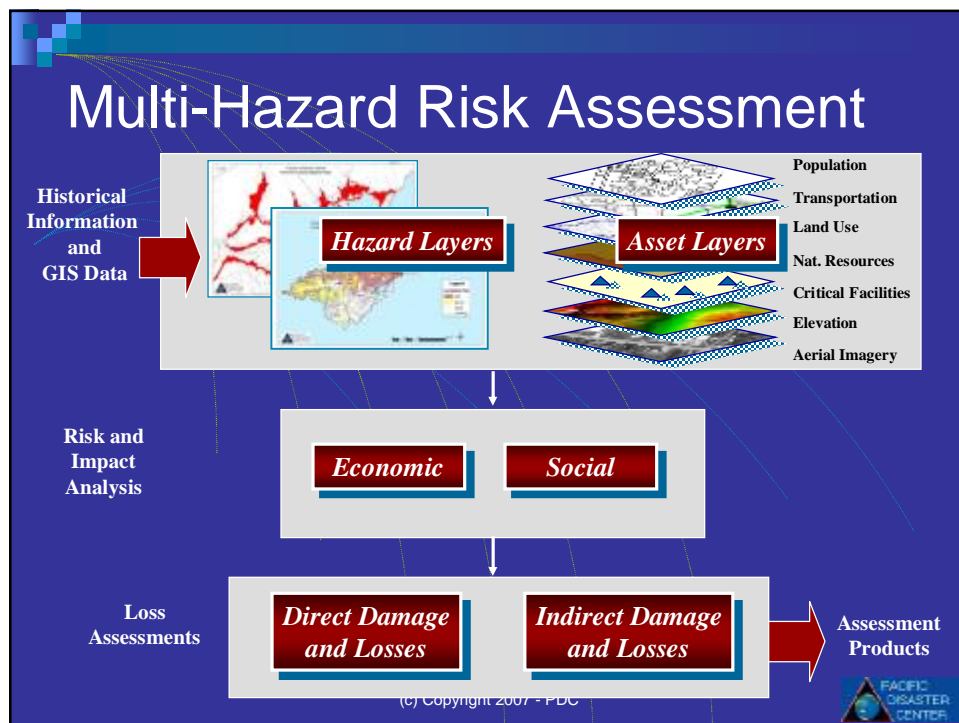 Multi-Hazard Risk Assessment
Historical
Information
and
GIS Data
Hazard Layers
Asset Layers
Population
Transportation
Land Use
Nat. Resources
Critical Facilities
Elevation
Aerial Imagery
Risk and
Impact
Analysis
Economic
Social
Loss
Assessments
Direct Damage
and Losses
Indirect Damage
and Losses
Assessment
Products
(c) Copyright 2007 - PDC
PACIFIC
DISASTER
CENTER